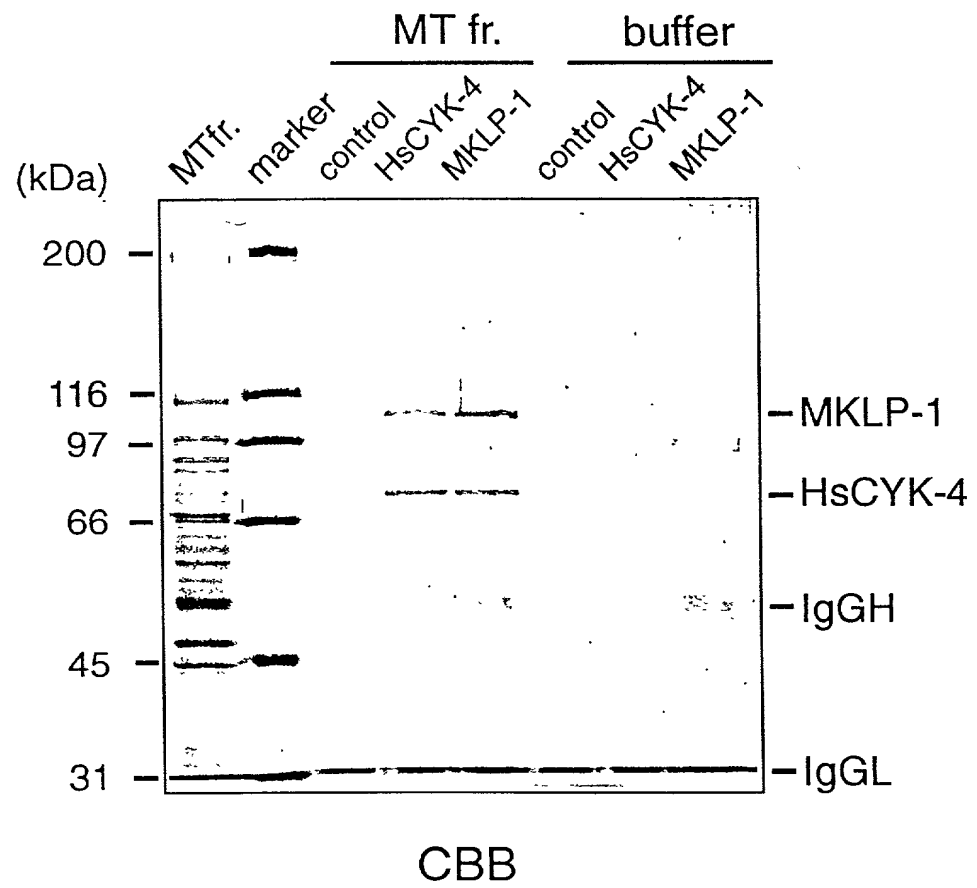 MT fr. buffer
MTfr. marker control HsCYK-4 MKLP-1 control HsCYK-4 MKLP-1
(kDa)
200
116
MKLP-1
97
HsCYK-4
66
IgGH
45
31
IgGL
CBB